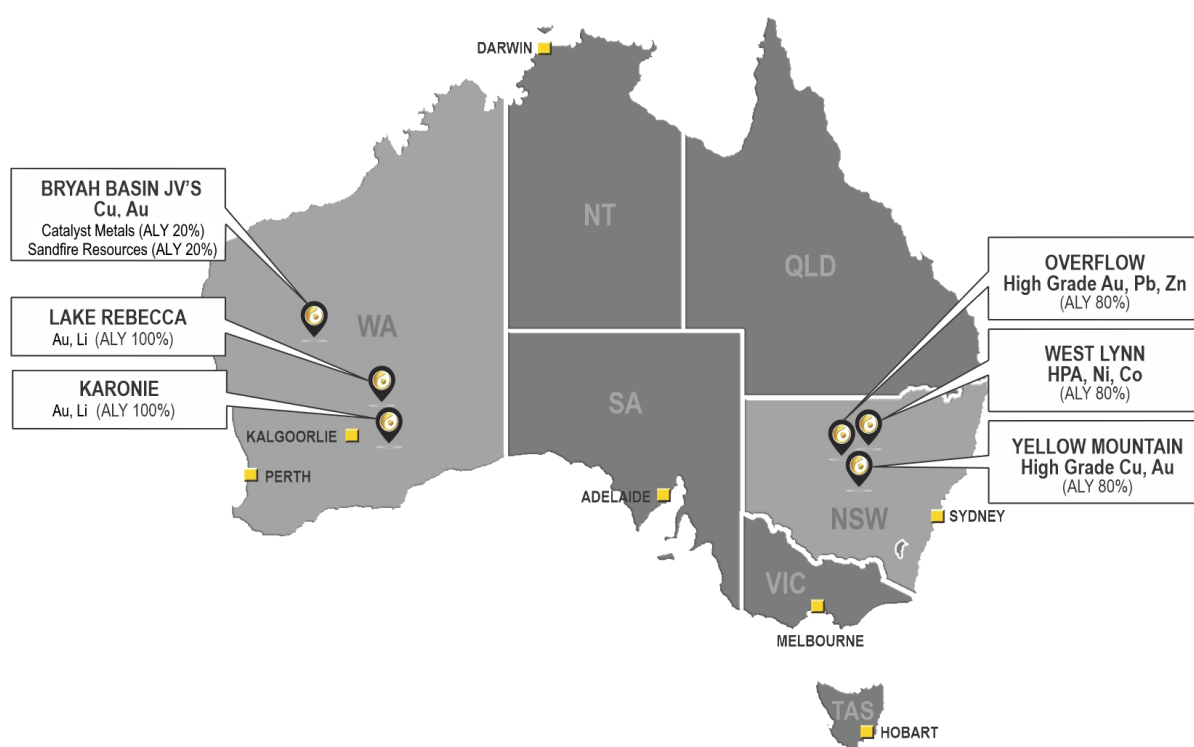 DARWIN
BRYAH BASIN JV'S
Cu, Au
Catalyst Metals (ALY 20%)
Sandfire Resources (ALY 20%)
LAKE REBECCA
Au, Li (ALY 100%)
KARONIE
Au, Li (ALY 100%)
KALGOORLIE
PERTH
WA
NT
SA
ADELAIDE
QLD
OVERFLOW
High Grade Au, Pb, Zn
(ALY 80%)
WEST LYNN
HPA, Ni, Co
(ALY 80%)
YELLOW MOUNTAIN
High Grade Cu, Au
(ALY 80%)
NSW
SYDNEY
VIC
MELBOURNE
TAS
HOBART